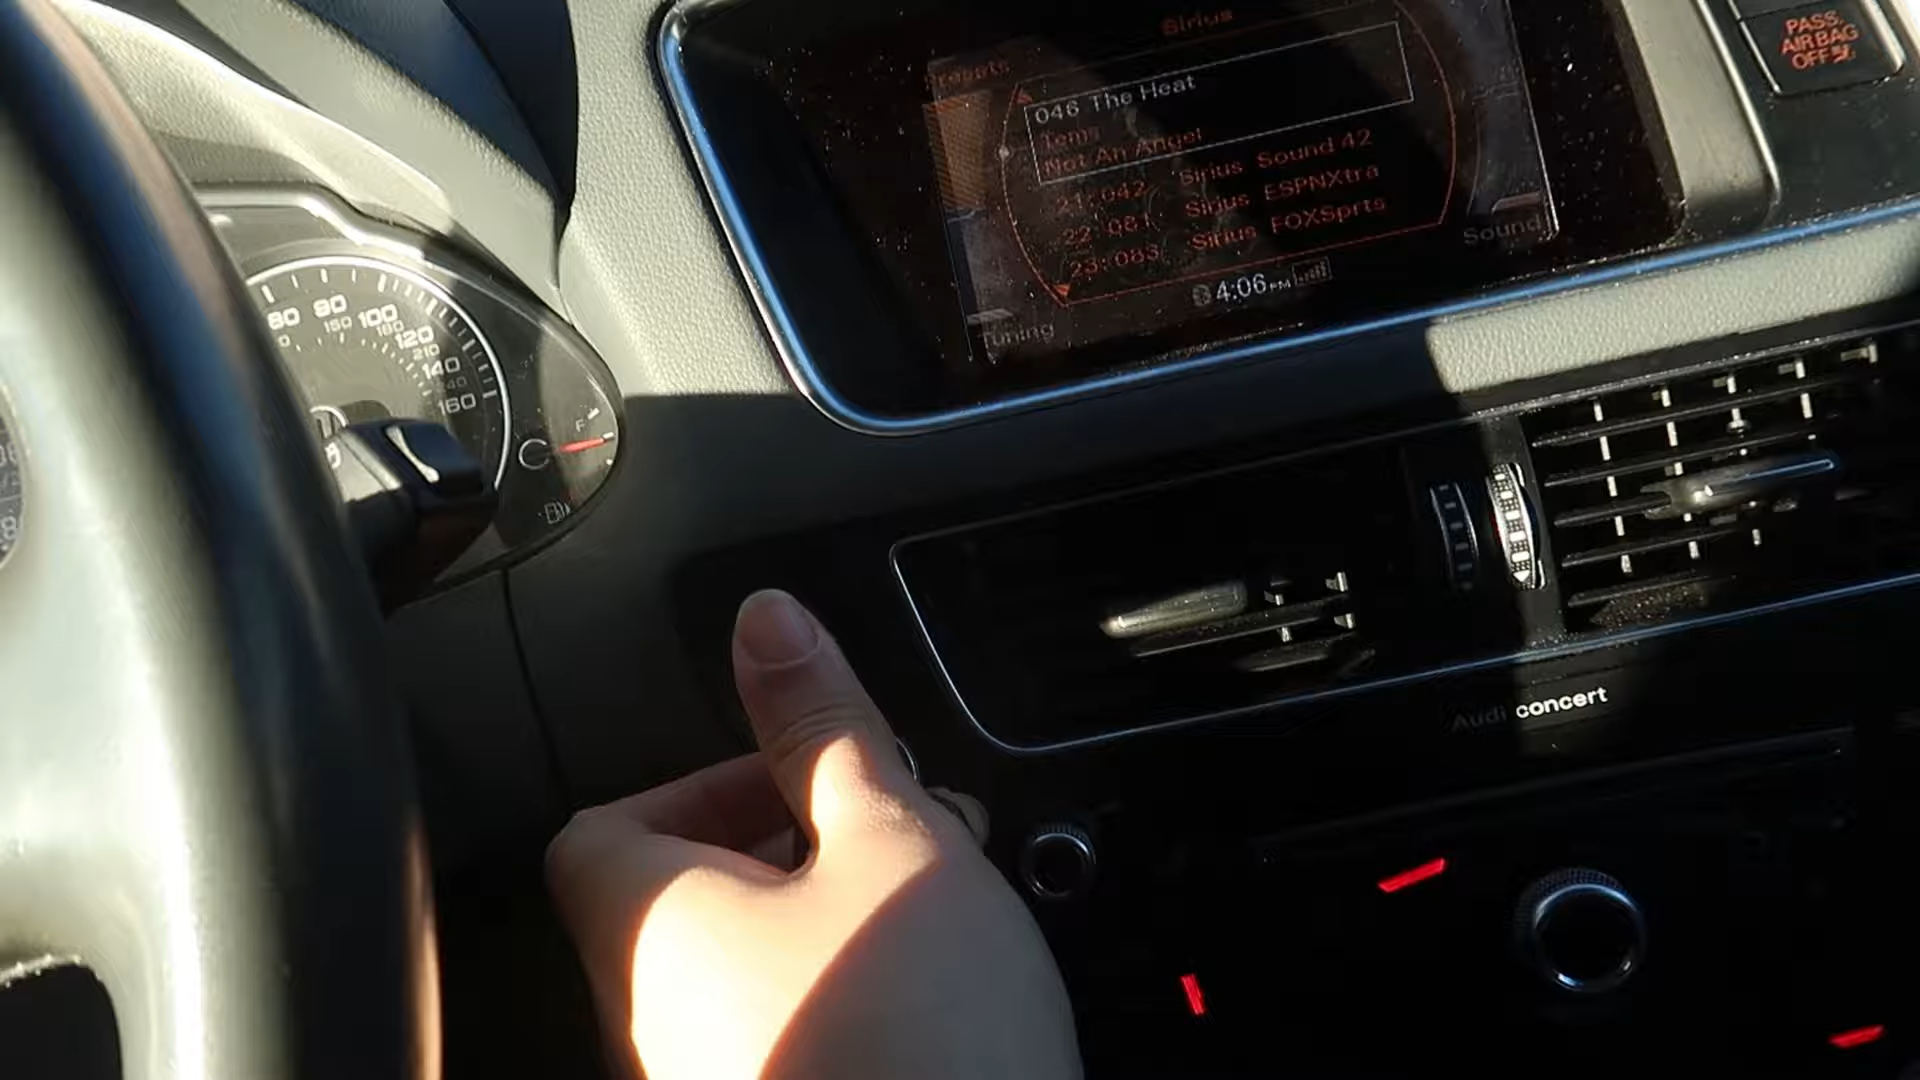 Sirius
Presets
046 The Heat
Tems
Not An Angel
21:042 Sirius Sound 42
22:081 Sirius ESPNXtra
23:083 Sirius FOXSprts
Sound
4:06 PM
Tuning
PASS.
AIR BAG
OFF
80 90 100 120 140 160
150 180 210 240
F
Audi concert